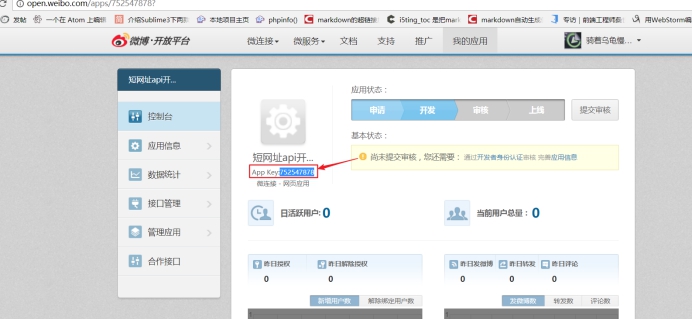 open.weibo.com/apps/7525478787
发帖 一个在 Atom 上编辑 介绍Sublime3下两 本地项目主页 phpinfo() markdown的超链接 i5ting_toc 是把mark markdown自动生成 专访 | 前端工程师颜 用WebStorm编
微博·开放平台 微连接 微服务 文档 支持 推广 我的应用 骑着乌龟慢...
短网址api开...
应用状态：
控制台
申请 开发 审核 上线 提交审核
应用信息
基本状态：
短网址api开...
尚未提交审核，您还需要： 通过开发者身份认证审核 完善应用信息
App Key:752547878
数据统计
微连接 - 网页应用
接口管理
日活跃用户: 0 当前用户总量： 0
管理应用
合作接口
昨日授权 昨日解除授权 昨日发微博 昨日转发 昨日评论
0 0 0 0 0
新增用户数 解除绑定用户数 发微博数 转发数 评论数
1 1